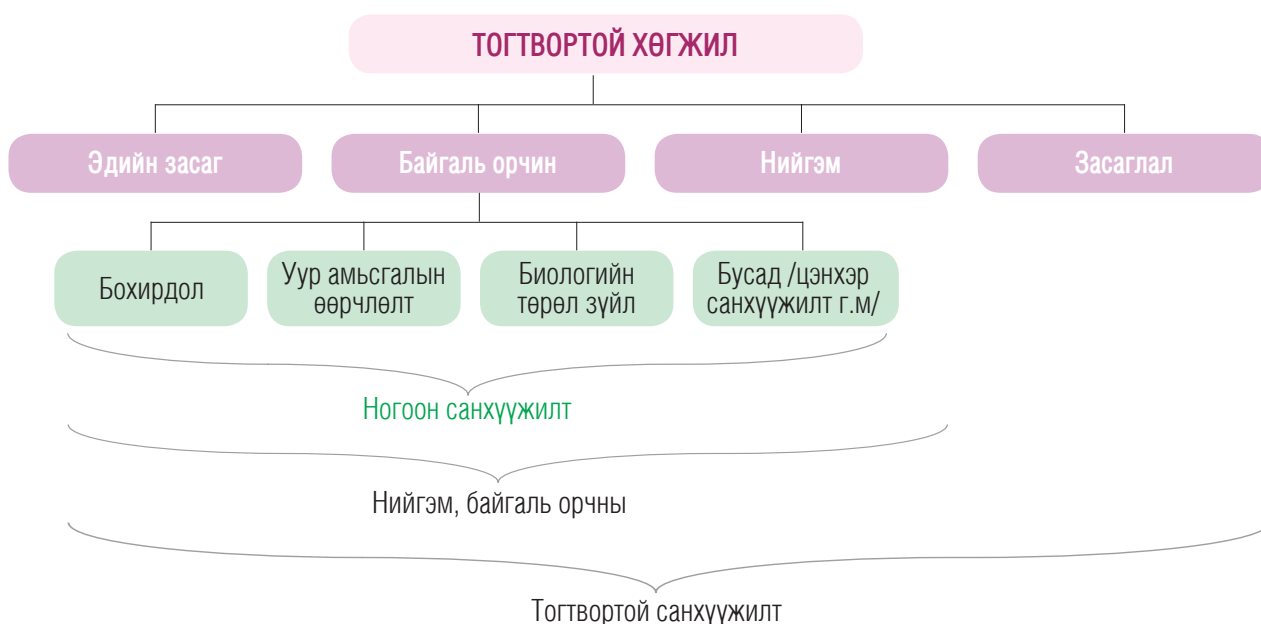 ТОГТВОРТОЙ ХӨГЖИЛ
Эдийн засаг
Байгаль орчин
Нийгэм
Засаглал
Бохирдол
Уур амьсгалын
өөрчлөлт
Биологийн
төрөл зүйл
Бусад /цэнхэр
санхүүжилт г.м/
Ногоон санхүүжилт
Нийгэм, байгаль орчны
Тогтвортой санхүүжилт